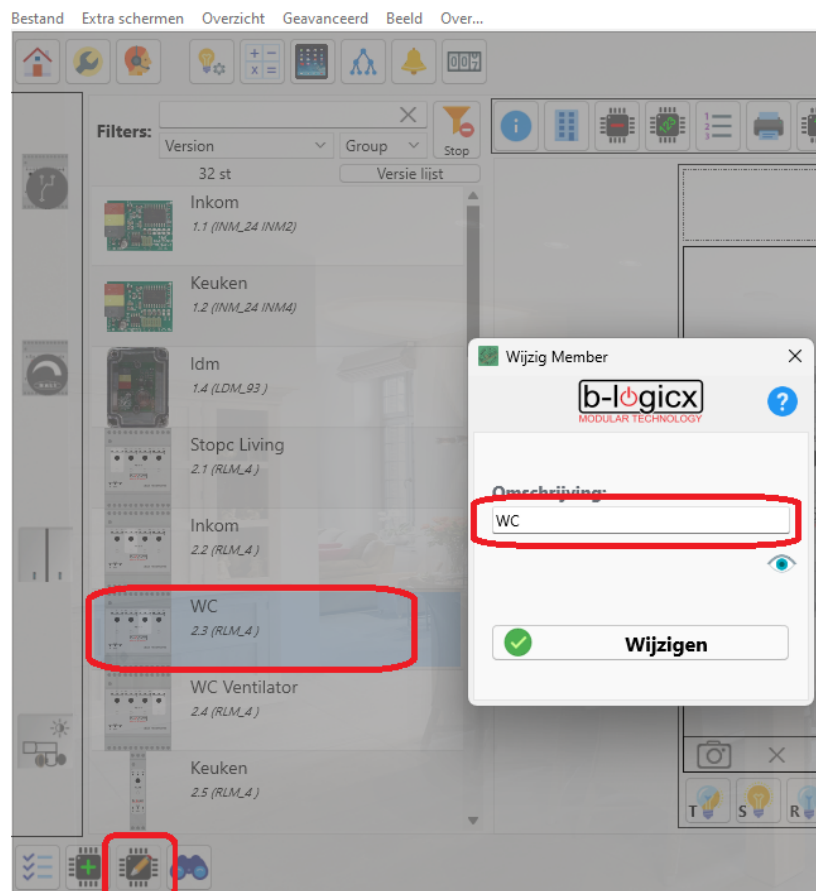 Bestand Extra schermen Overzicht Geavanceerd Beeld Over...
Filters:
Version
Group
Stop
32 st
Versie lijst
Inkom
1.1 (INM_24 INM2)
Keuken
1.2 (INM_24 INM4)
ldm
1.4 (LDM_93 )
Stopc Living
2.1 (RLM_4 )
Inkom
2.2 (RLM_4 )
WC
2.3 (RLM_4 )
WC Ventilator
2.4 (RLM_4 )
Keuken
2.5 (RLM_4 )
Wijzig Member
b-logicx
MODULAR TECHNOLOGY
?
Omschrijving:
WC
Wijzigen
T S R